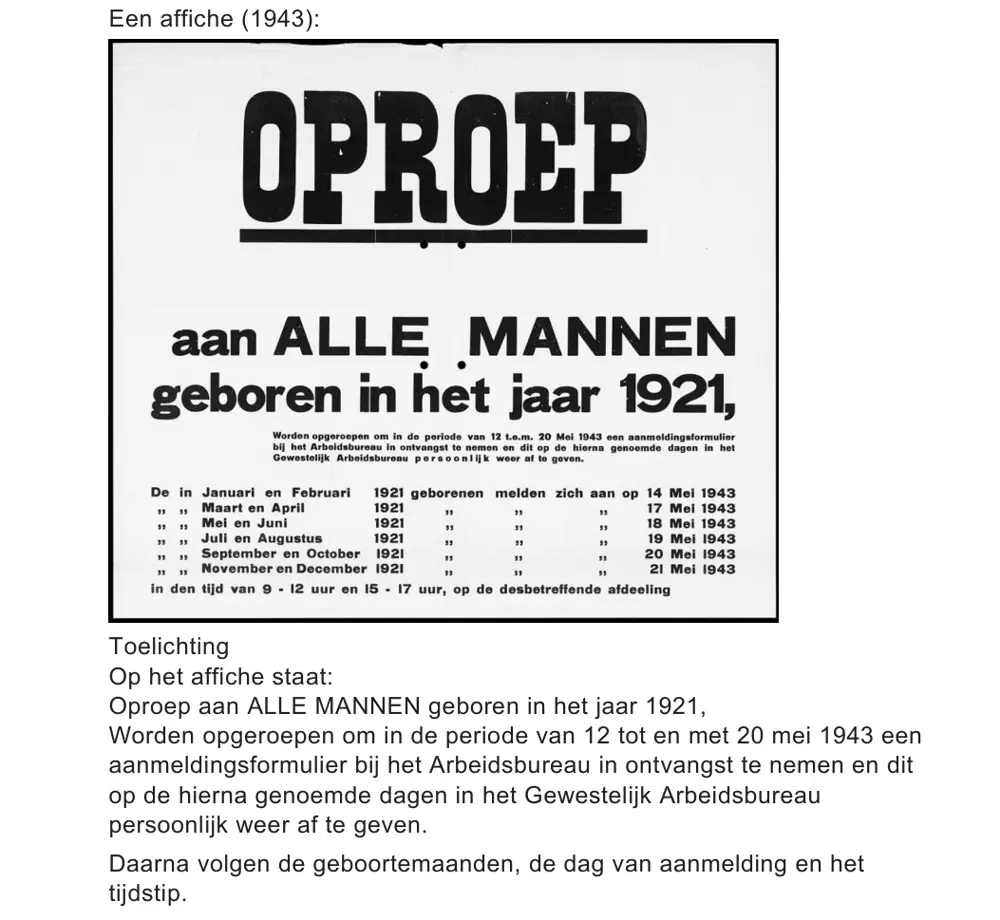 Een affiche (1943):
OPROEP
aan ALLE MANNEN
geboren in het jaar 1921,
Worden opgeroepen om in de periode van 12 t.e.m. 20 Mei 1943 een aanmeldingsformulier
bij het Arbeidsbureau in ontvangst te nemen en dit op de hierna genoemde dagen in het
Gewestelijk Arbeidsbureau persoonlijk weer af te geven.
De in Januari en Februari 1921 geborenen melden zich aan op 14 Mei 1943
„ „ Maart en April 1921 „ „ „ 17 Mei 1943
„ „ Mei en Juni 1921 „ „ „ 18 Mei 1943
„ „ Juli en Augustus 1921 „ „ „ 19 Mei 1943
„ „ September en October 1921 „ „ „ 20 Mei 1943
„ „ November en December 1921 „ „ „ 21 Mei 1943
in den tijd van 9 - 12 uur en 15 - 17 uur, op de desbetreffende afdeeling
Toelichting
Op het affiche staat:
Oproep aan ALLE MANNEN geboren in het jaar 1921,
Worden opgeroepen om in de periode van 12 tot en met 20 mei 1943 een
aanmeldingsformulier bij het Arbeidsbureau in ontvangst te nemen en dit
op de hierna genoemde dagen in het Gewestelijk Arbeidsbureau
persoonlijk weer af te geven.
Daarna volgen de geboortemaanden, de dag van aanmelding en het
tijdstip.